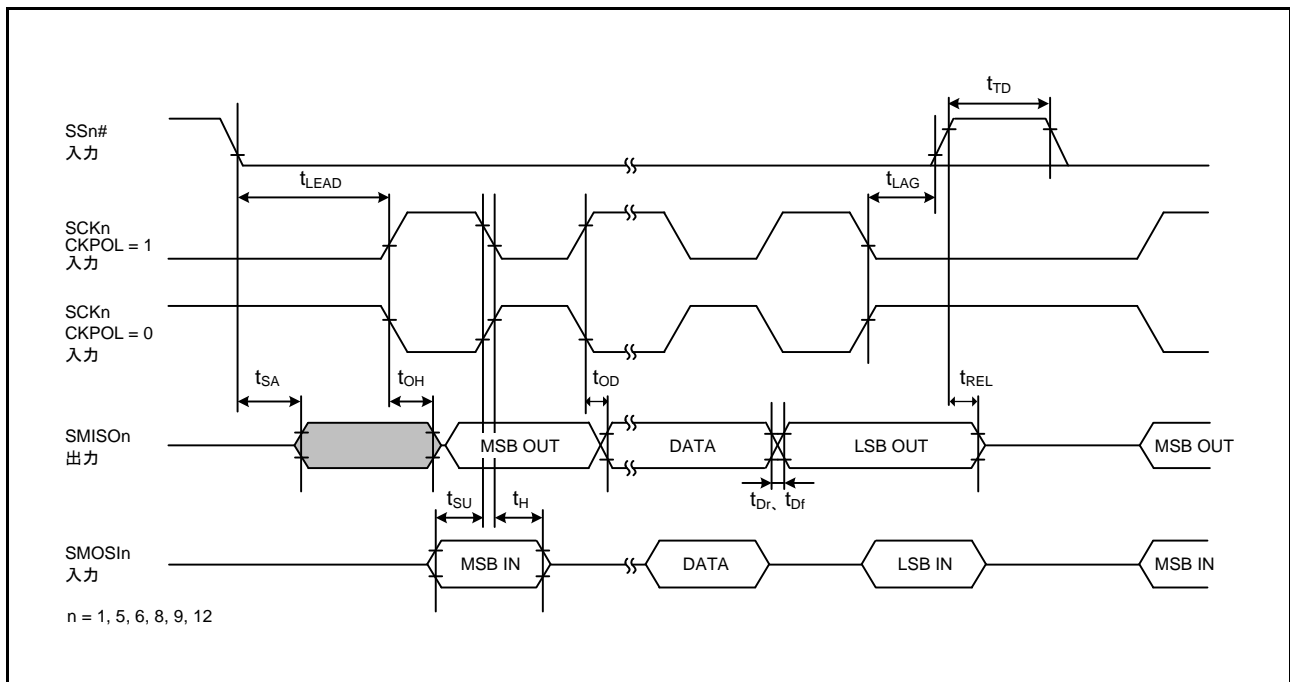 tTD
SSn#
入力
tLEAD
tLAG
SCKn
CKPOL = 1
入力
SCKn
CKPOL = 0
入力
tSA
tOH
tOD
tREL
SMISOn
出力
MSB OUT
DATA
LSB OUT
MSB OUT
tSU
tH
tDr、tDf
SMOSIn
入力
MSB IN
DATA
LSB IN
MSB IN
n = 1, 5, 6, 8, 9, 12